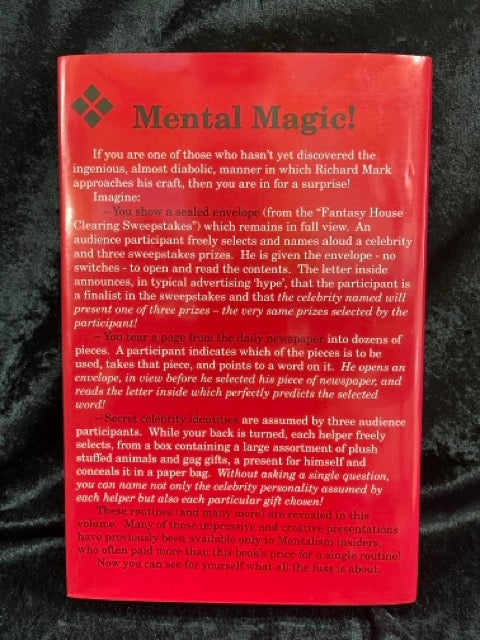 Mental Magic!
If you are one of those who hasn't yet discovered the
ingenious, almost diabolic, manner in which Richard Mark
approaches his craft, then you are in for a surprise!
Imagine:
– You show a sealed envelope (from the "Fantasy House
Clearing Sweepstakes") which remains in full view. An
audience participant freely selects and names aloud a celebrity
and three sweepstakes prizes. He is given the envelope - no
switches - to open and read the contents. The letter inside
announces, in typical advertising 'hype', that the participant is
a finalist in the sweepstakes and that the celebrity named will
present one of three prizes – the very same prizes selected by the
participant!
– You tear a page from the daily newspaper into dozens of
pieces. A participant indicates which of the pieces is to be
used, takes that piece, and points to a word on it. He opens an
envelope, in view before he selected his piece of newspaper, and
reads the letter inside which perfectly predicts the selected
word!
– Secret celebrity identities are assumed by three audience
participants. While your back is turned, each helper freely
selects, from a box containing a large assortment of plush
stuffed animals and gag gifts, a present for himself and
conceals it in a paper bag. Without asking a single question,
you can name not only the celebrity personality assumed by
each helper but also each particular gift chosen!
These routines (and many more) are revealed in this
volume. Many of these impressive and creative presentations
have previously been available only to Mentalism insiders,
who often paid more than this book's price for a single routine!
Now you can see for yourself what all the fuss is about.